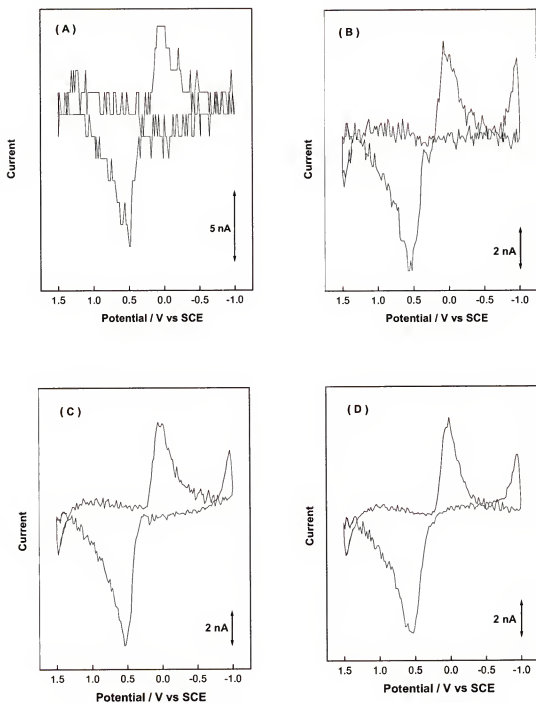 ( A )
Current
5 nA
1.5 1.0 0.5 0.0 -0.5 -1.0
Potential / V vs SCE
( B )
Current
2 nA
1.5 1.0 0.5 0.0 -0.5 -1.0
Potential / V vs SCE
( C )
Current
2 nA
1.5 1.0 0.5 0.0 -0.5 -1.0
Potential / V vs SCE
( D )
Current
2 nA
1.5 1.0 0.5 0.0 -0.5 -1.0
Potential / V vs SCE